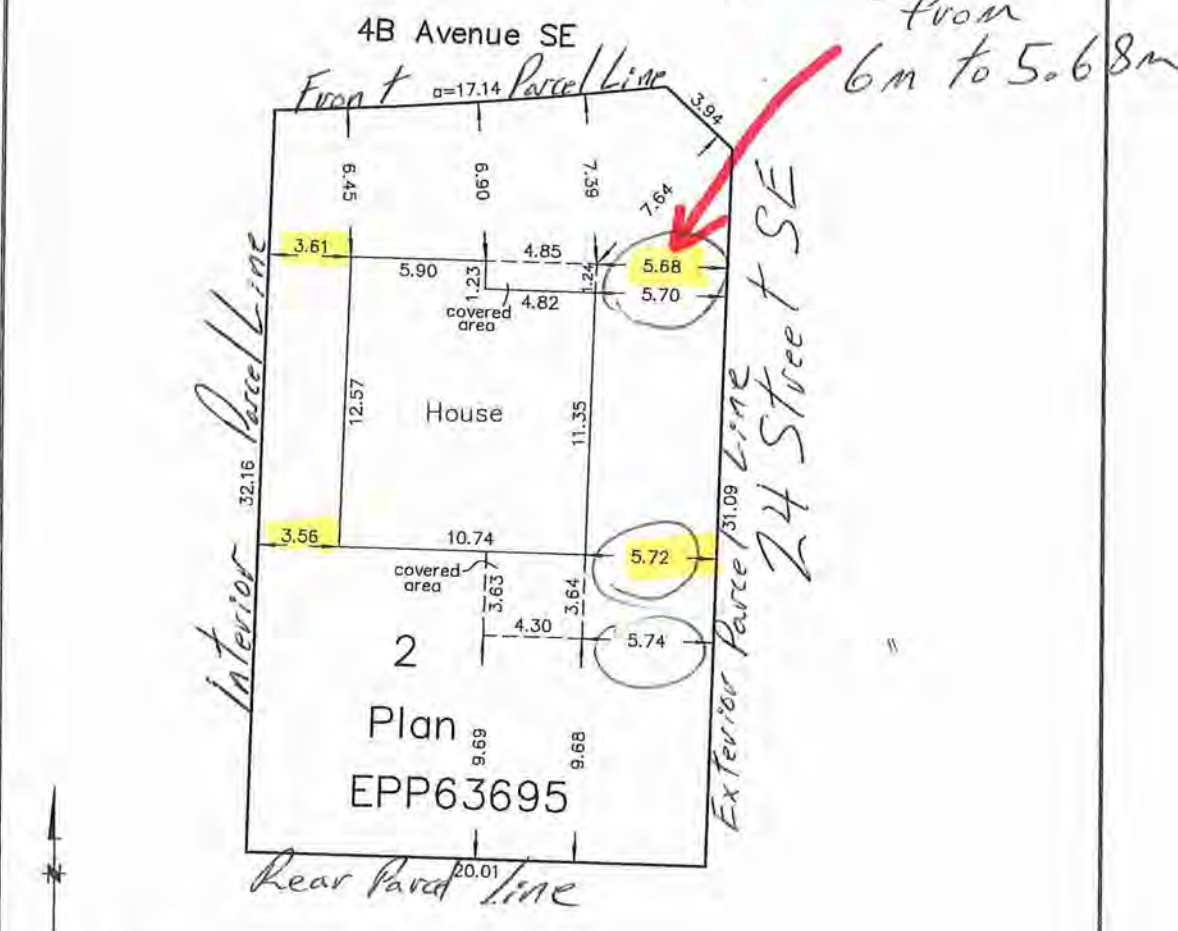 from
6m to 5.68m
4B Avenue SE
Front Parcel Line
a=17.14
3.94
6.45
6.90
7.39
7.64
24 Street SE
3.61
5.90
4.85
5.68
1.23
1.24
4.82
5.70
covered
area
Interior Parcel Line
32.16
12.57
House
11.35
Exterior Parcel Line
31.09
3.56
10.74
5.72
covered
area
3.63
3.64
4.30
5.74
2
Plan
EPP63695
9.69
9.68
20.01
Rear Parcel Line